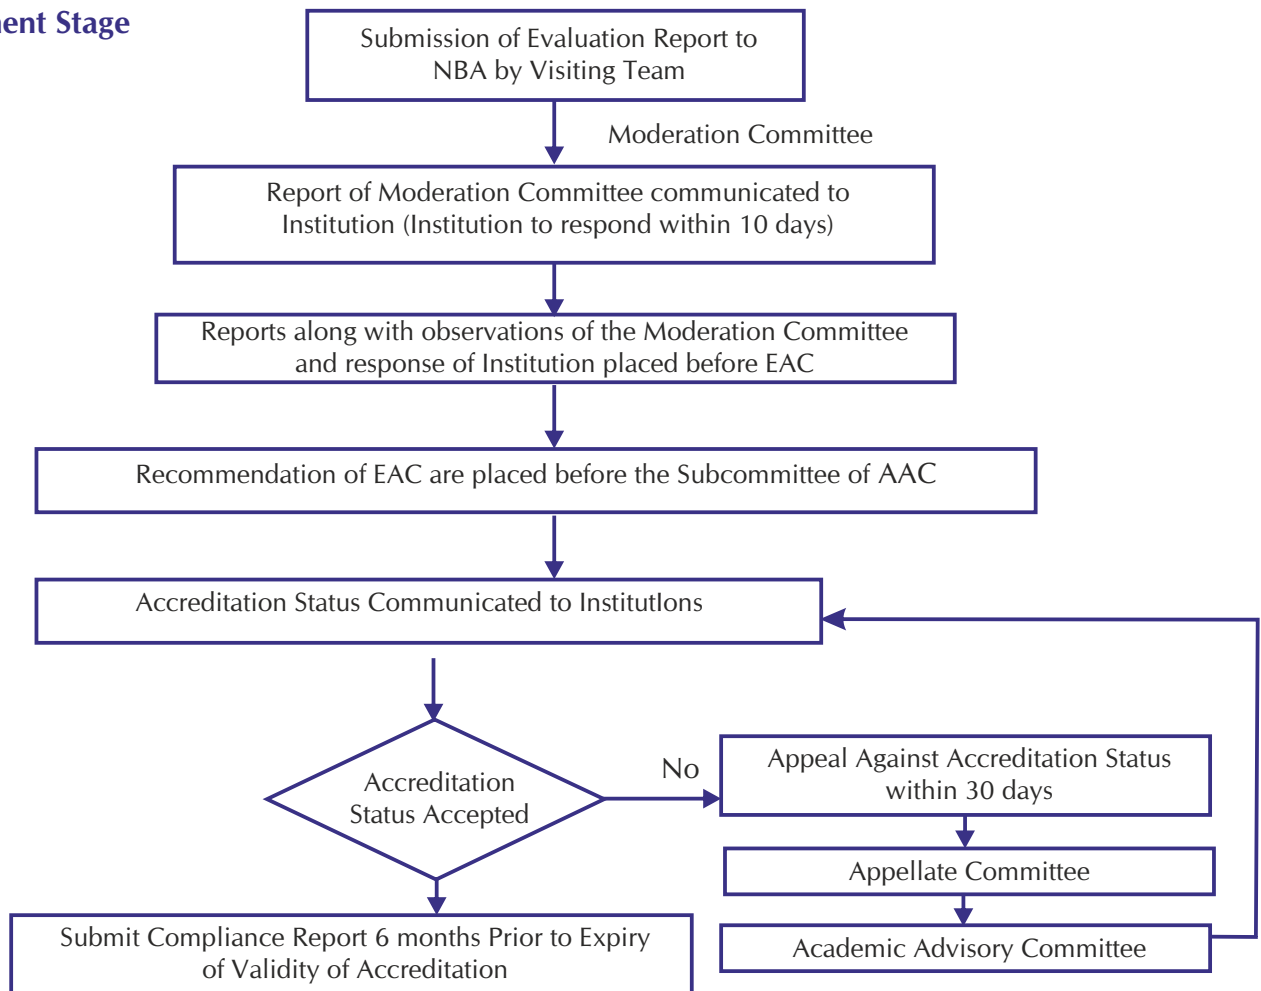 ent Stage
Submission of Evaluation Report to
NBA by Visiting Team
Moderation Committee
Report of Moderation Committee communicated to
Institution (Institution to respond within 10 days)
Reports along with observations of the Moderation Committee
and response of Institution placed before EAC
Recommendation of EAC are placed before the Subcommittee of AAC
Accreditation Status Communicated to InstitutIons
Accreditation
Status Accepted
No
Appeal Against Accreditation Status
within 30 days
Appellate Committee
Academic Advisory Committee
Submit Compliance Report 6 months Prior to Expiry
of Validity of Accreditation